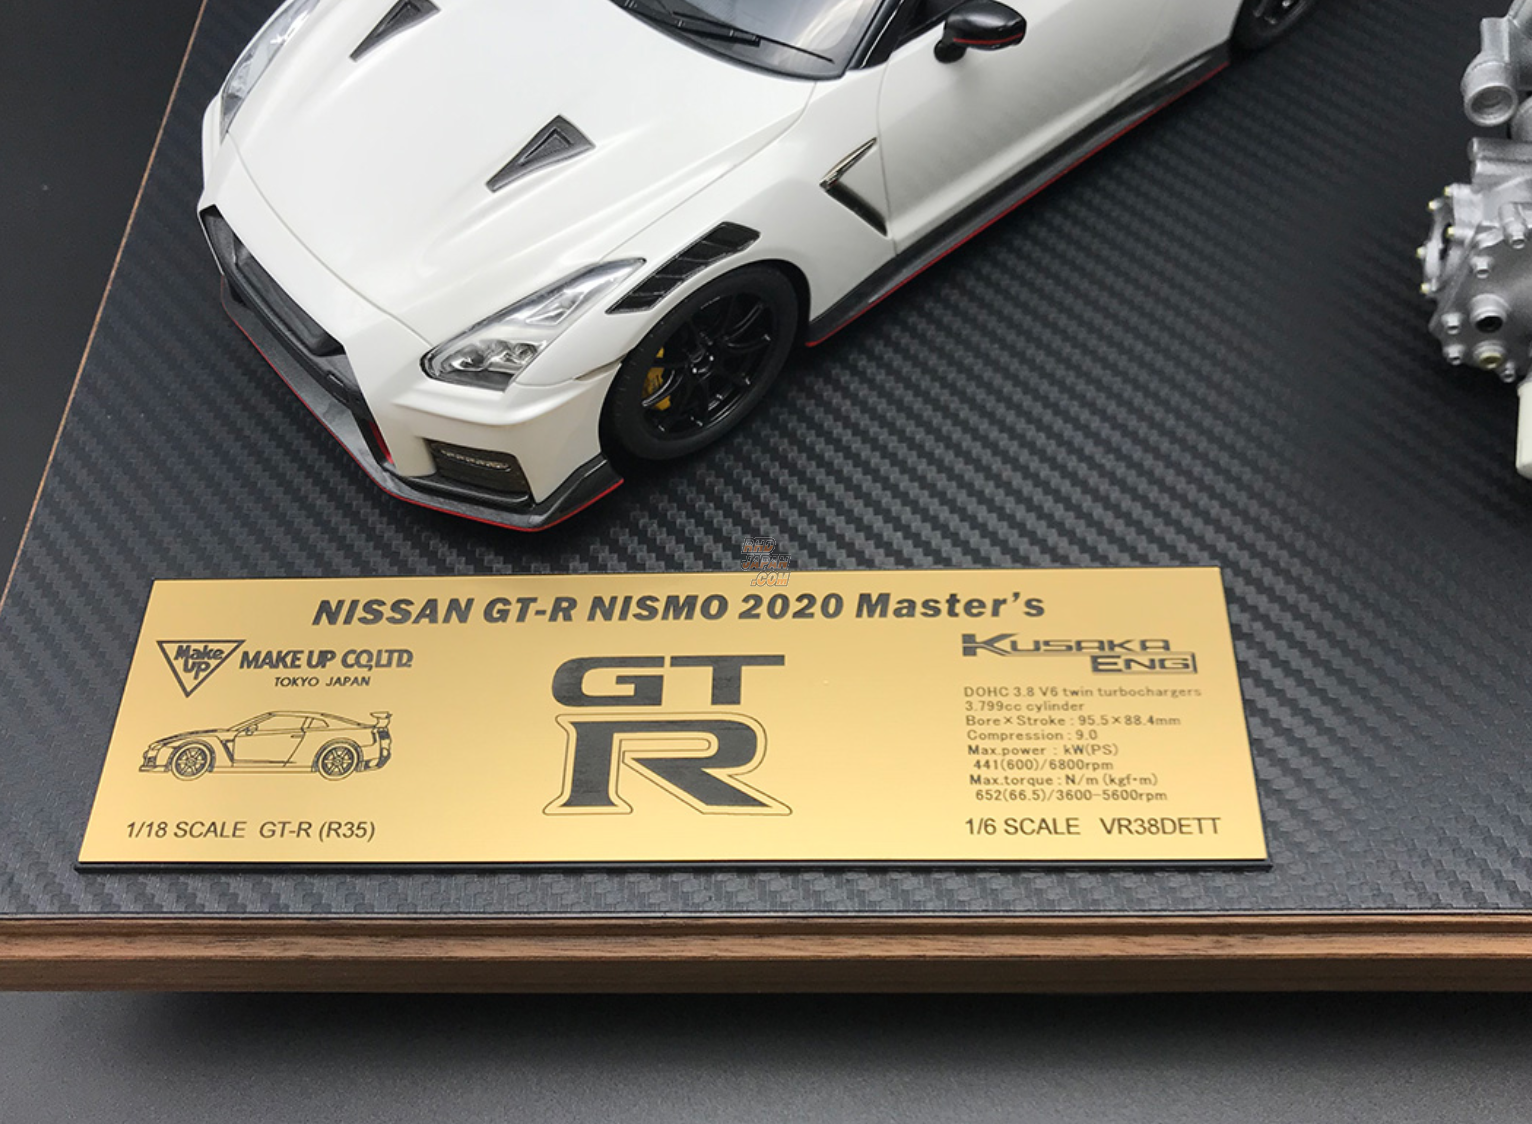 RHD
JAPAN
.COM
NISSAN GT-R NISMO 2020 Master's
Make
UP
MAKE UP CO.,LTD.
TOKYO JAPAN
1/18 SCALE GT-R (R35)
GT
R
KUSAKA
ENG
DOHC 3.8 V6 twin turbochargers
3.799cc cylinder
Bore×Stroke : 95.5×88.4mm
Compression : 9.0
Max.power : kW(PS)
441(600)/6800rpm
Max.torque : N/m (kgf・m)
652(66.5)/3600-5600rpm
1/6 SCALE VR38DETT